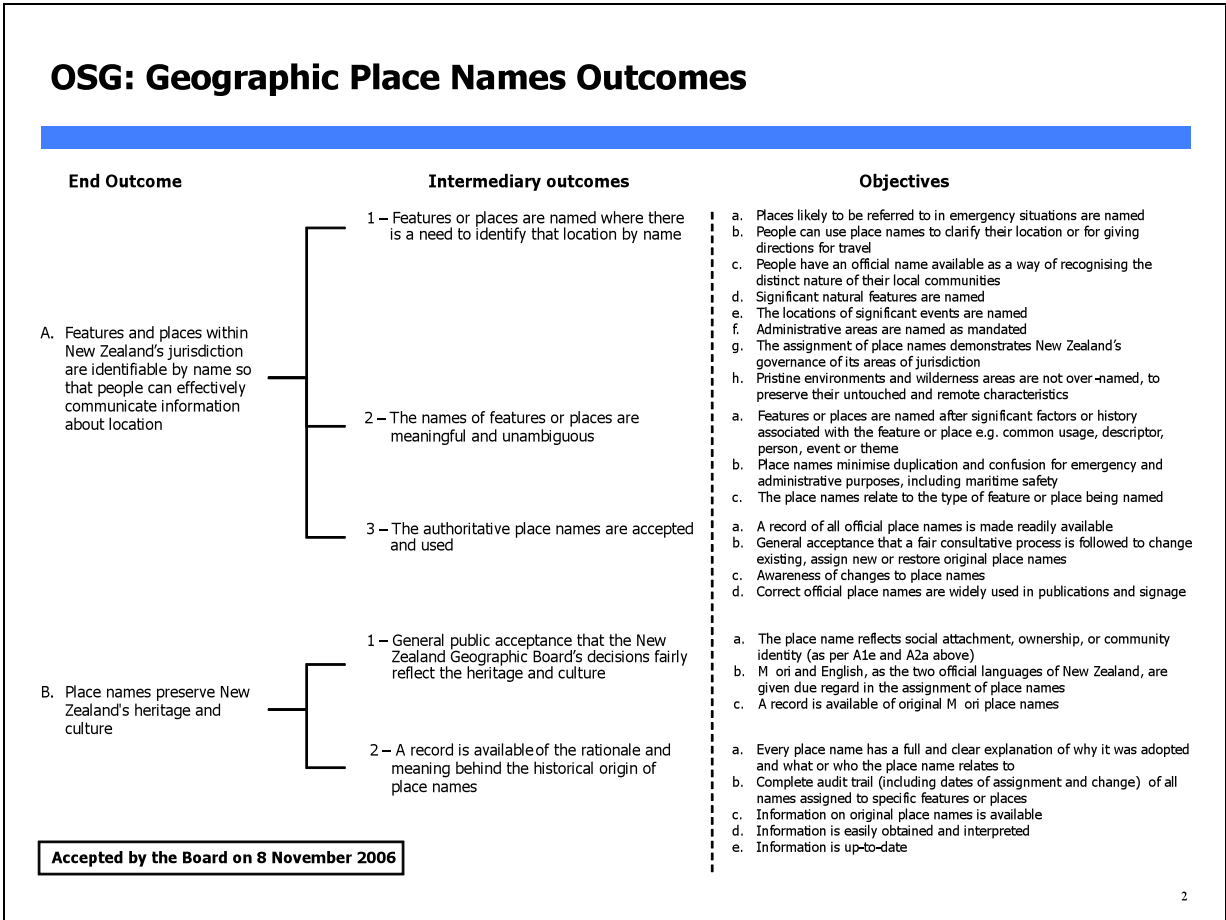 OSG: Geographic Place Names Outcomes
End Outcome
Intermediary outcomes
Objectives
A. Features and places within
New Zealand’s jurisdiction
are identifiable by name so
that people can effectively
communicate information
about location
1 – Features or places are named where there
is a need to identify that location by name
a. Places likely to be referred to in emergency situations are named
b. People can use place names to clarify their location or for giving
directions for travel
c. People have an official name available as a way of recognising the
distinct nature of their local communities
d. Significant natural features are named
e. The locations of significant events are named
f. Administrative areas are named as mandated
g. The assignment of place names demonstrates New Zealand’s
governance of its areas of jurisdiction
h. Pristine environments and wilderness areas are not over-named, to
preserve their untouched and remote characteristics
2 – The names of features or places are
meaningful and unambiguous
a. Features or places are named after significant factors or history
associated with the feature or place e.g. common usage, descriptor,
person, event or theme
b. Place names minimise duplication and confusion for emergency and
administrative purposes, including maritime safety
c. The place names relate to the type of feature or place being named
3 – The authoritative place names are accepted
and used
a. A record of all official place names is made readily available
b. General acceptance that a fair consultative process is followed to change
existing, assign new or restore original place names
c. Awareness of changes to place names
d. Correct official place names are widely used in publications and signage
B. Place names preserve New
Zealand's heritage and
culture
1 – General public acceptance that the New
Zealand Geographic Board’s decisions fairly
reflect the heritage and culture
a. The place name reflects social attachment, ownership, or community
identity (as per A1e and A2a above)
b. M ori and English, as the two official languages of New Zealand, are
given due regard in the assignment of place names
c. A record is available of original M ori place names
2 – A record is available of the rationale and
meaning behind the historical origin of
place names
a. Every place name has a full and clear explanation of why it was adopted
and what or who the place name relates to
b. Complete audit trail (including dates of assignment and change) of all
names assigned to specific features or places
c. Information on original place names is available
d. Information is easily obtained and interpreted
e. Information is up-to-date
Accepted by the Board on 8 November 2006
2